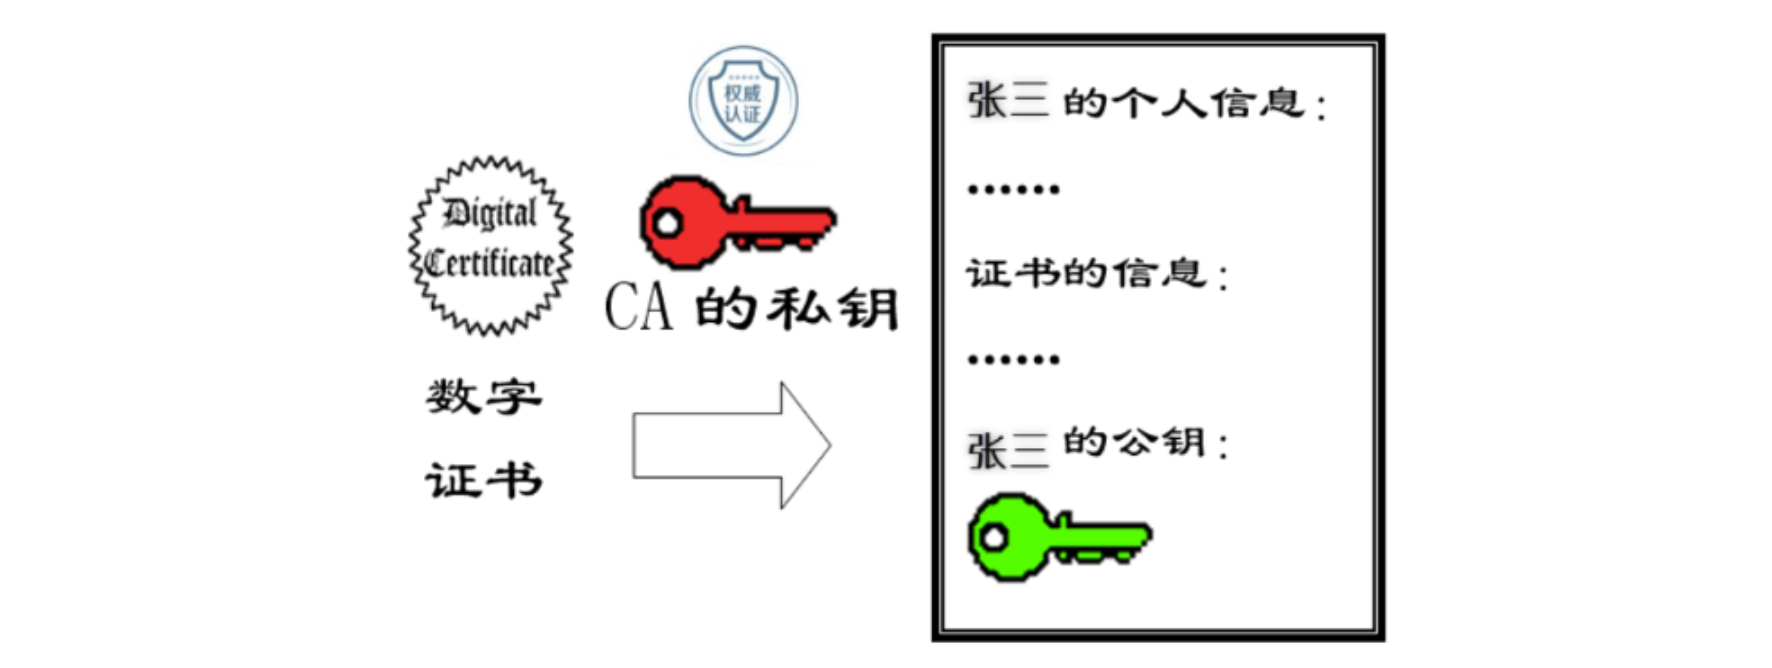 权威
认证
Digital
Certificate
CA 的私钥
数字
证书
张三 的个人信息：
······
证书的信息：
······
张三 的公钥：